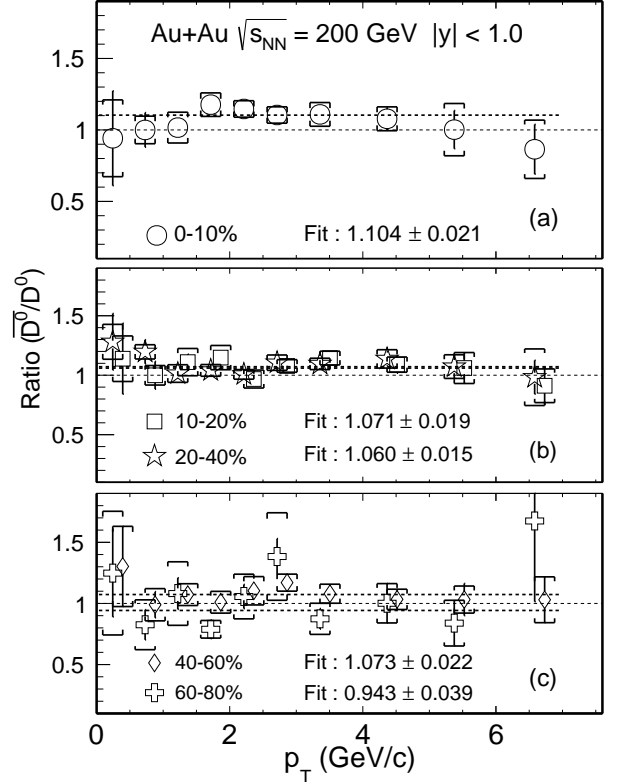 Au+Au √s_NN = 200 GeV |y| < 1.0
1.5
1
0.5
(a)
0-10% Fit : 1.104 ± 0.021
Ratio (D̅⁰/D⁰)
1.5
1
0.5
10-20% Fit : 1.071 ± 0.019
20-40% Fit : 1.060 ± 0.015
(b)
1.5
1
0.5
40-60% Fit : 1.073 ± 0.022
60-80% Fit : 0.943 ± 0.039
(c)
0 2 4 6
p_T (GeV/c)